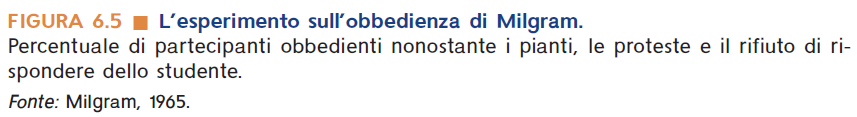 FIGURA 6.5 ■ L'esperimento sull'obbedienza di Milgram.
Percentuale di partecipanti obbedienti nonostante i pianti, le proteste e il rifiuto di ri-
spondere dello studente.
Fonte: Milgram, 1965.